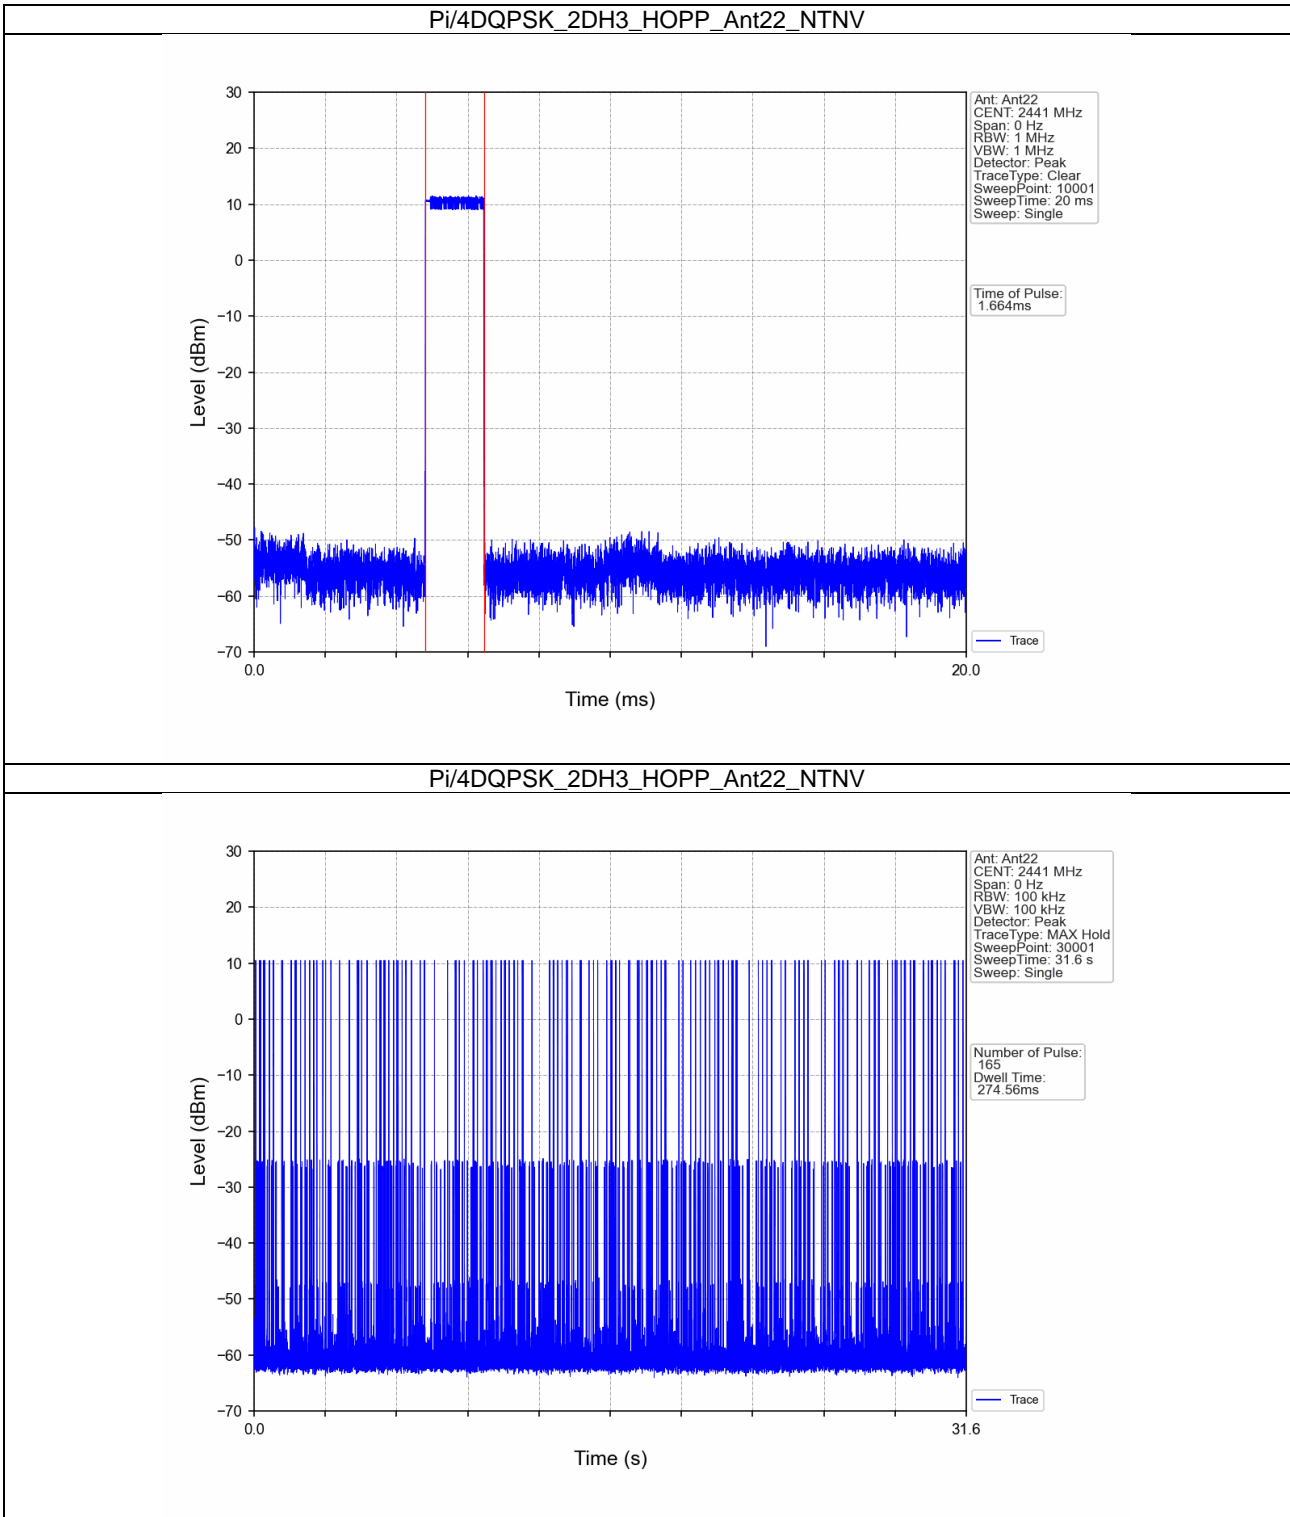 Pi/4DQPSK_2DH3_HOPP_Ant22_NTNV
30
20
10
0
−10
−20
−30
−40
−50
−60
−70
Level (dBm)
0.0
20.0
Time (ms)
Ant: Ant22
CENT: 2441 MHz
Span: 0 Hz
RBW: 1 MHz
VBW: 1 MHz
Detector: Peak
TraceType: Clear
SweepPoint: 10001
SweepTime: 20 ms
Sweep: Single
Time of Pulse:
1.664ms
Trace
Pi/4DQPSK_2DH3_HOPP_Ant22_NTNV
30
20
10
0
−10
−20
−30
−40
−50
−60
−70
Level (dBm)
0.0
31.6
Time (s)
Ant: Ant22
CENT: 2441 MHz
Span: 0 Hz
RBW: 100 kHz
VBW: 100 kHz
Detector: Peak
TraceType: MAX Hold
SweepPoint: 30001
SweepTime: 31.6 s
Sweep: Single
Number of Pulse:
165
Dwell Time:
274.56ms
Trace